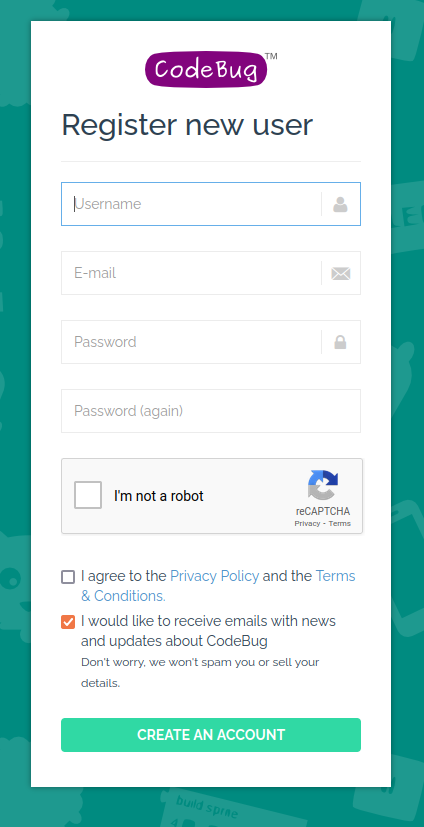 CodeBug™
Register new user
Username
E-mail
Password
Password (again)
I'm not a robot
reCAPTCHA
Privacy - Terms
I agree to the Privacy Policy and the Terms
& Conditions.
I would like to receive emails with news
and updates about CodeBug
Don't worry, we won't spam you or sell your
details.
CREATE AN ACCOUNT
build sprite